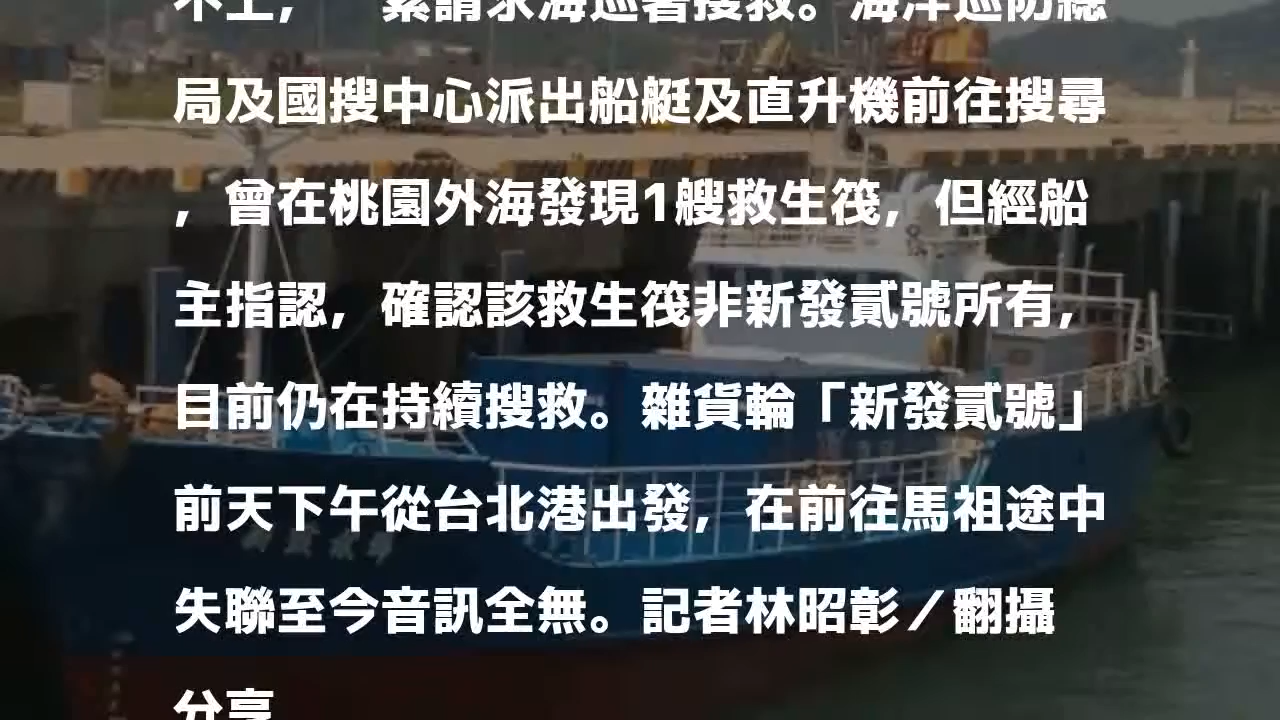 不上， 緊請求海巡署搜救。海洋巡防總
局及國搜中心派出船艇及直升機前往搜尋
，曾在桃園外海發現1艘救生筏，但經船
主指認，確認該救生筏非新發貳號所有，
目前仍在持續搜救。雜貨輪「新發貳號」
前天下午從台北港出發，在前往馬祖途中
失聯至今音訊全無。記者林昭彰／翻攝
分享